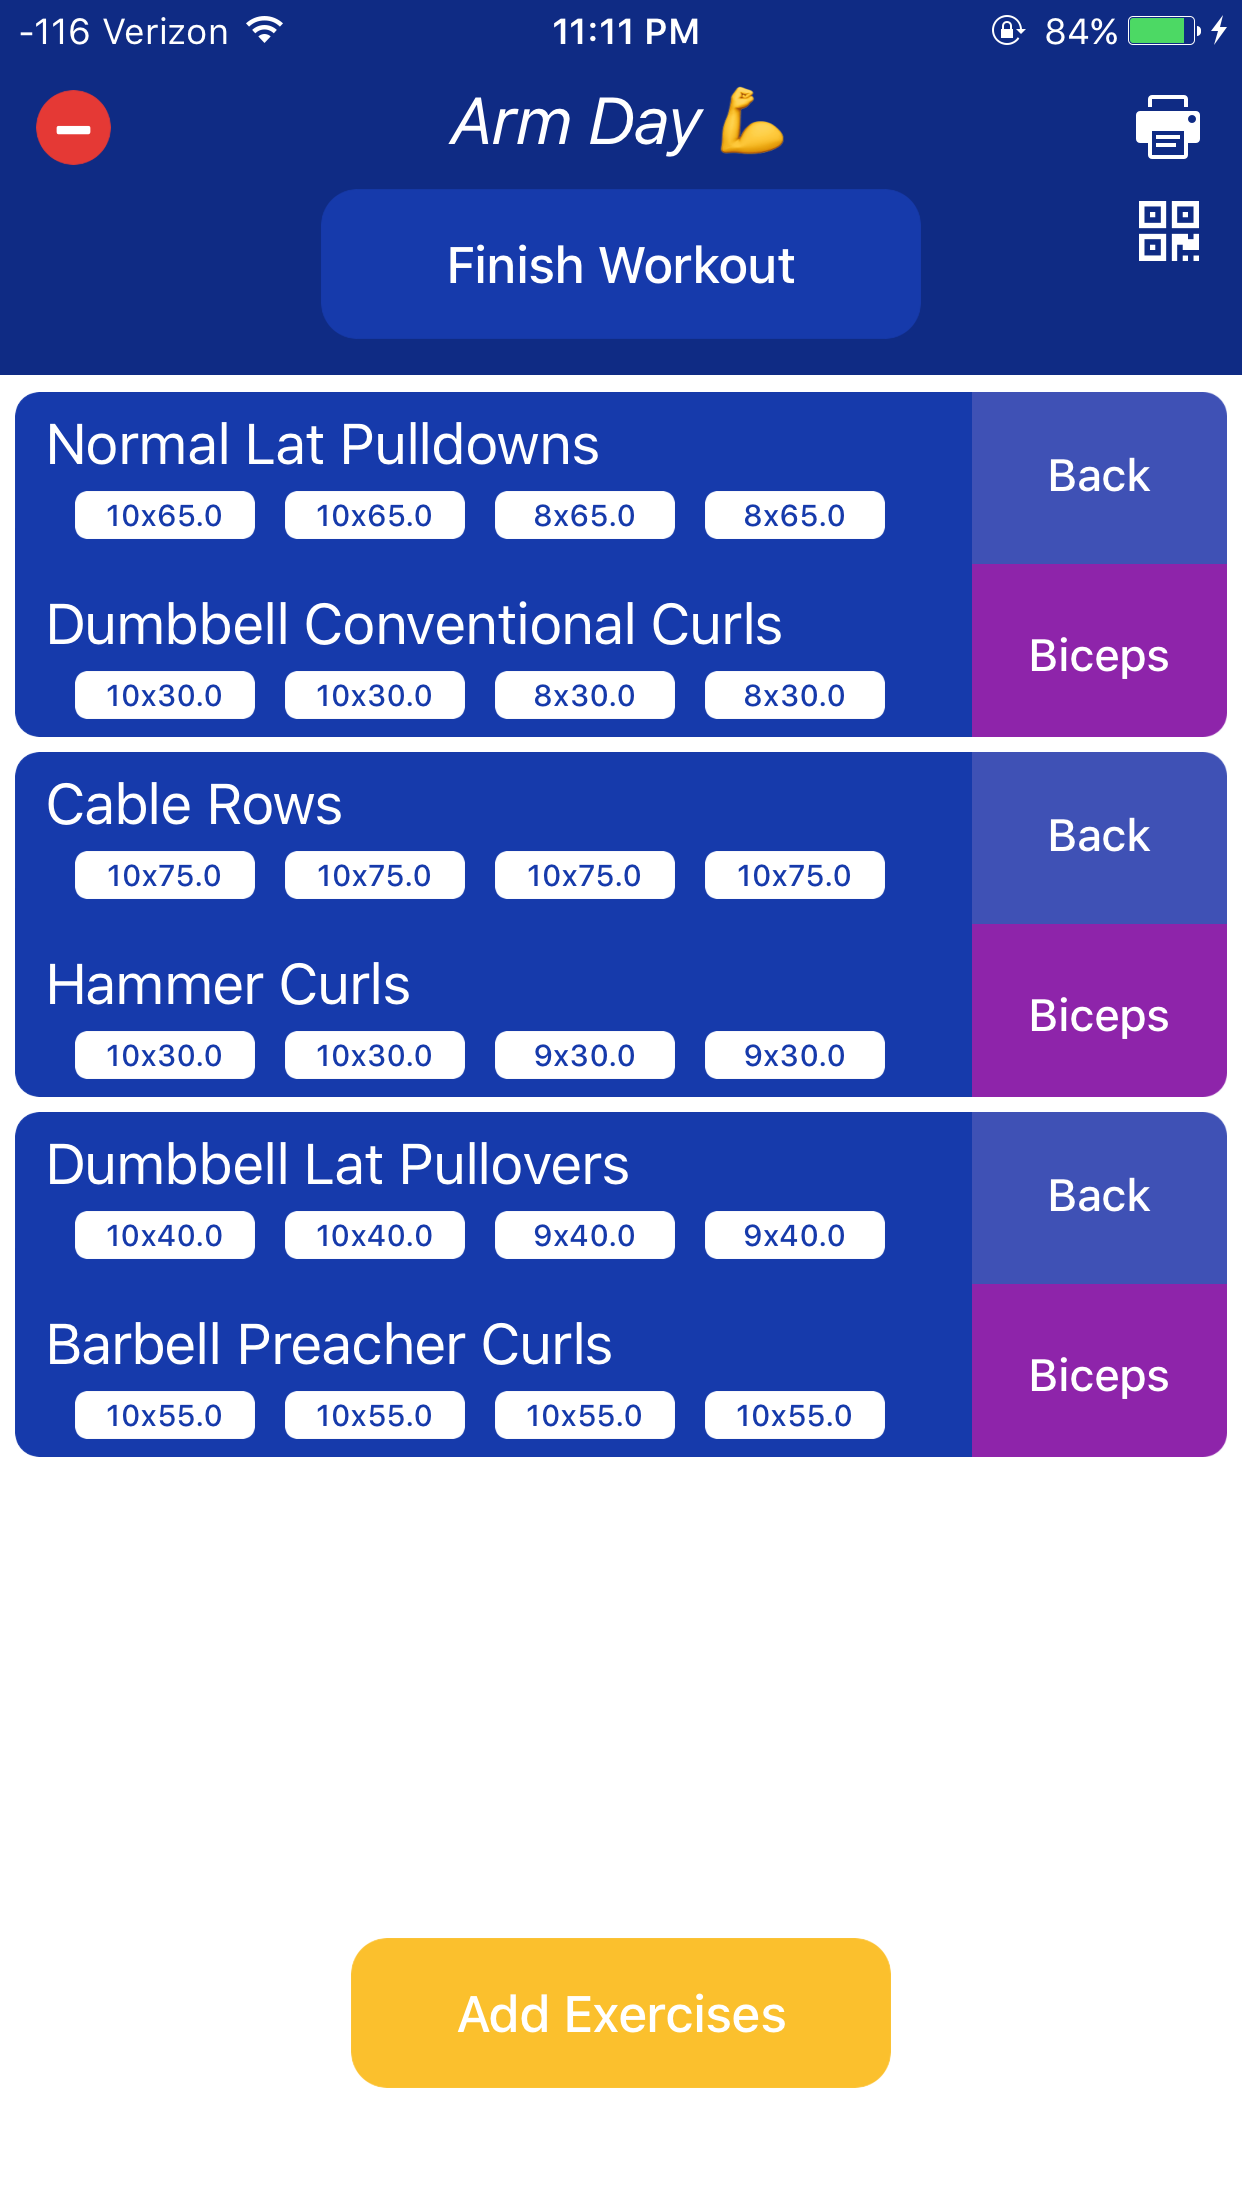 -116 Verizon 11:11 PM 84%
Arm Day 💪
Finish Workout
Normal Lat Pulldowns
Back
10x65.0 10x65.0 8x65.0 8x65.0
Dumbbell Conventional Curls
Biceps
10x30.0 10x30.0 8x30.0 8x30.0
Cable Rows
Back
10x75.0 10x75.0 10x75.0 10x75.0
Hammer Curls
Biceps
10x30.0 10x30.0 9x30.0 9x30.0
Dumbbell Lat Pullovers
Back
10x40.0 10x40.0 9x40.0 9x40.0
Barbell Preacher Curls
Biceps
10x55.0 10x55.0 10x55.0 10x55.0
Add Exercises